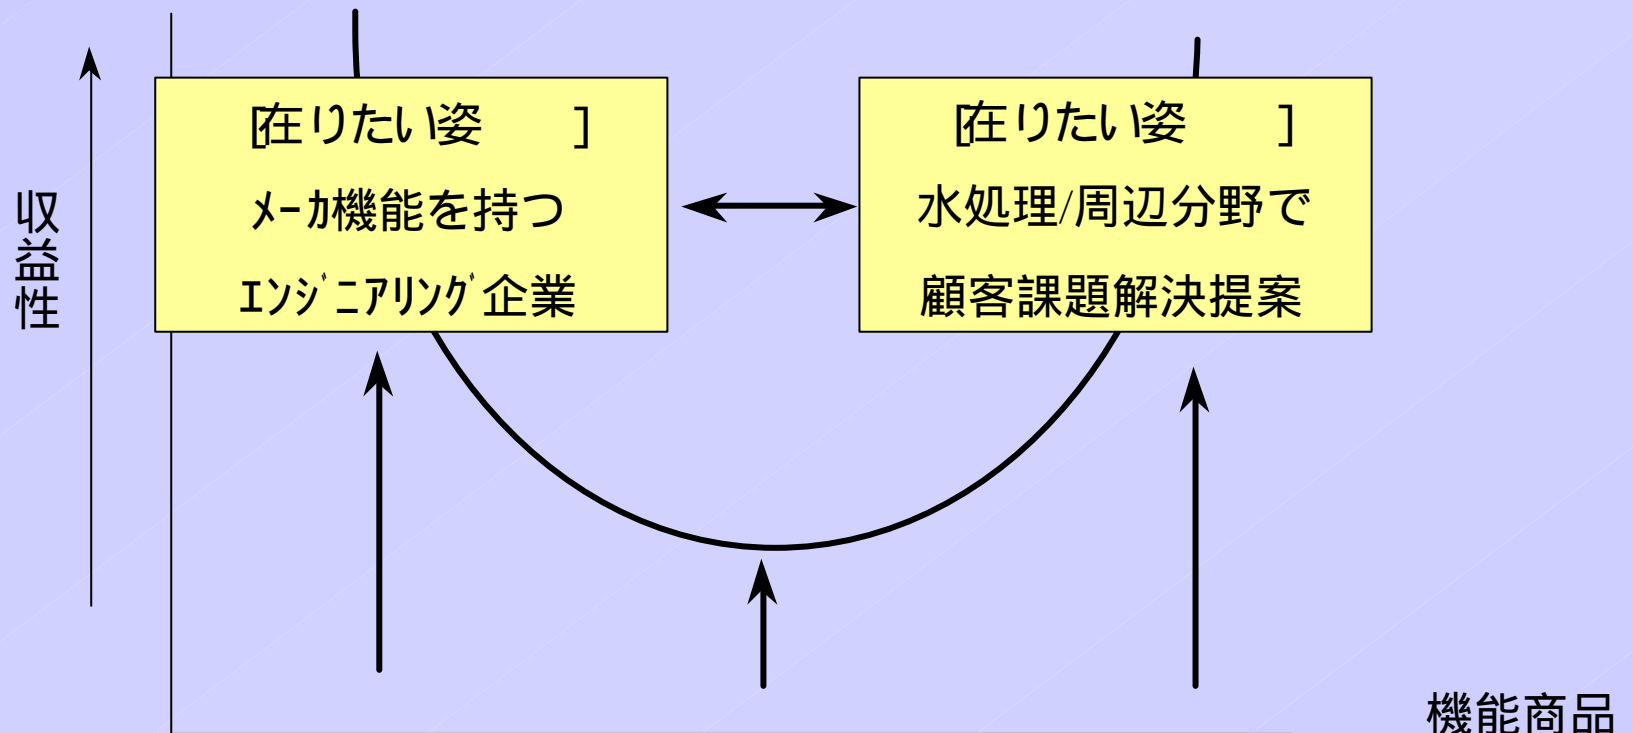 収益性
[在りたい姿　　]
ﾒｰｶ機能を持つ
ｴﾝｼﾞﾆｱﾘﾝｸﾞ企業
[在りたい姿　　]
水処理/周辺分野で
顧客課題解決提案
機能商品